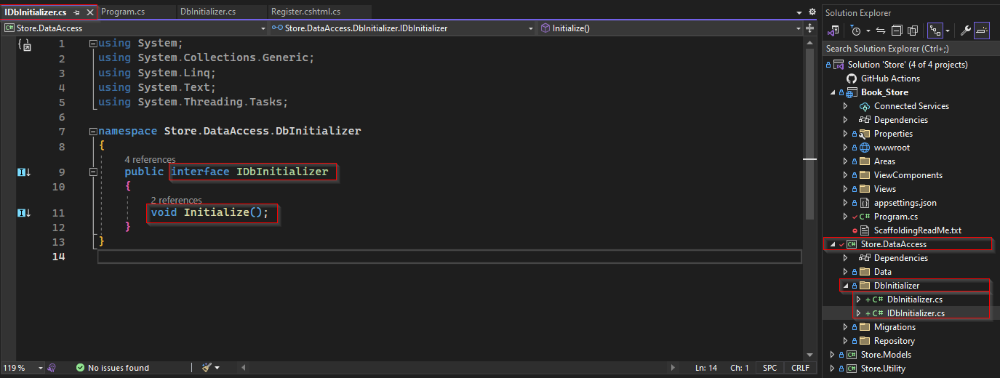 IDbInitializer.cs
Program.cs
DbInitializer.cs
Register.cshtml.cs
Store.DataAccess
Store.DataAccess.DbInitializer.IDbInitializer
Initialize()
1 using System;
2 using System.Collections.Generic;
3 using System.Linq;
4 using System.Text;
5 using System.Threading.Tasks;
6
7 namespace Store.DataAccess.DbInitializer
8 {
4 references
9 public interface IDbInitializer
10 {
2 references
11 void Initialize();
12 }
13 }
14
119 %
No issues found
Ln: 14
Ch: 1
SPC
CRLF
Solution Explorer
Search Solution Explorer (Ctrl+;)
Solution 'Store' (4 of 4 projects)
GitHub Actions
Book_Store
Connected Services
Dependencies
Properties
wwwroot
Areas
ViewComponents
Views
appsettings.json
C# Program.cs
ScaffoldingReadMe.txt
C# Store.DataAccess
Dependencies
Data
DbInitializer
+ C# DbInitializer.cs
+ C# IDbInitializer.cs
Migrations
Repository
C# Store.Models
C# Store.Utility